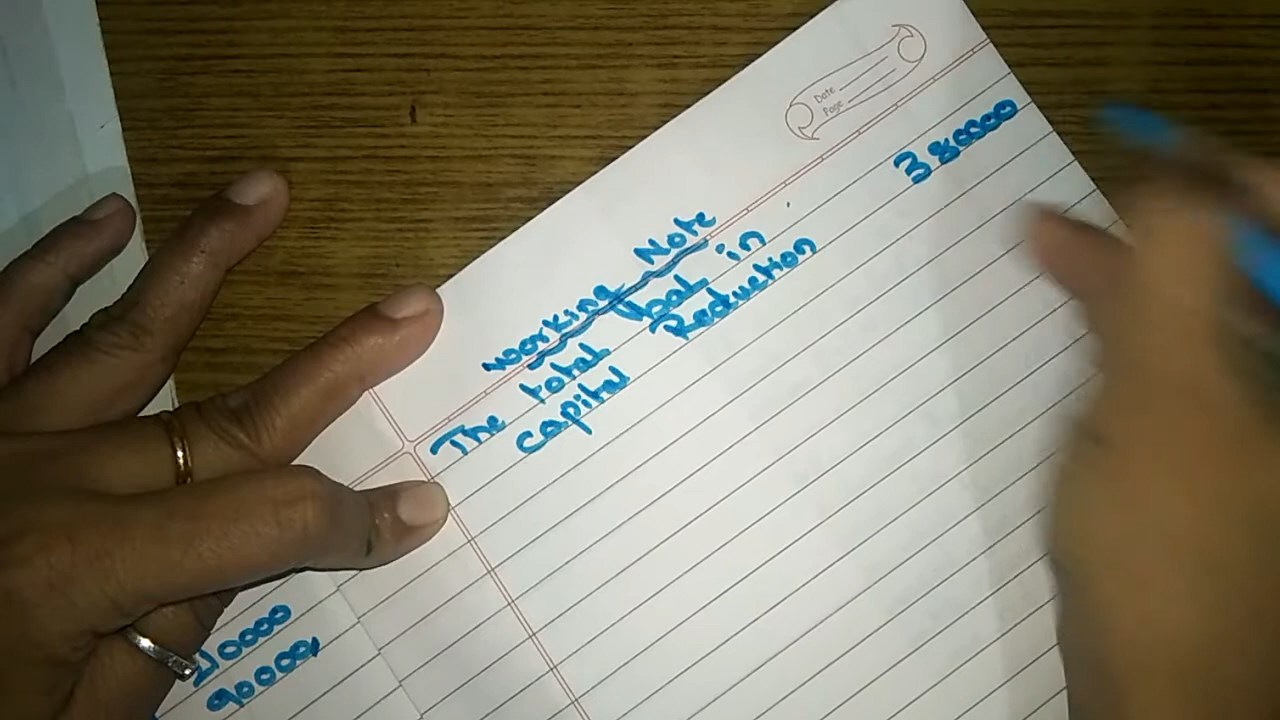 Date
Page
Working Note
The total bal in
capital Reduction
380000
90000